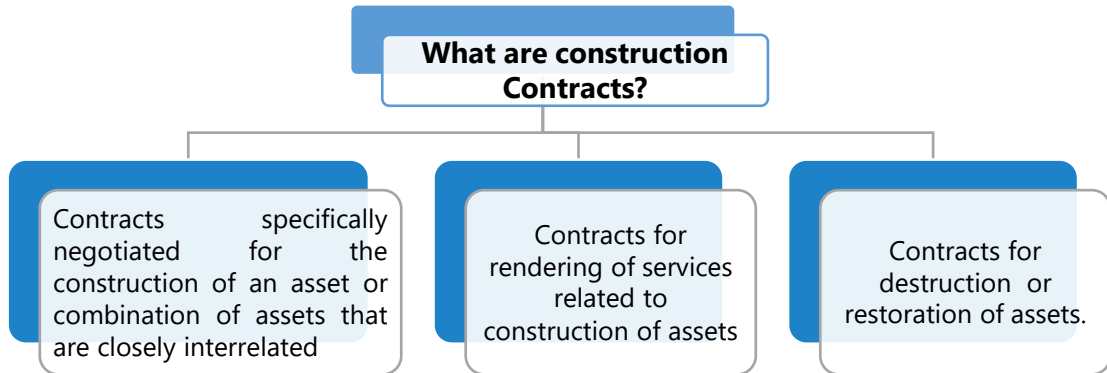 What are construction
Contracts?
Contracts specifically
negotiated for the
construction of an asset or
combination of assets that
are closely interrelated
Contracts for
rendering of services
related to
construction of assets
Contracts for
destruction or
restoration of assets.